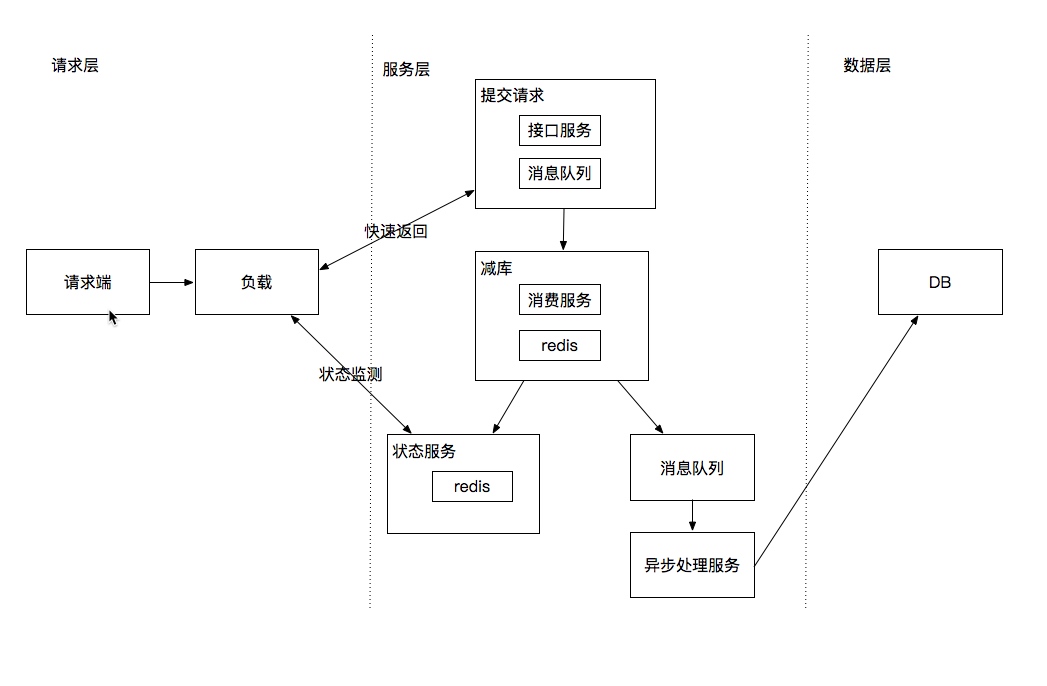 请求层
服务层
数据层
提交请求
接口服务
消息队列
快速返回
请求端
负载
减库
消费服务
redis
DB
状态监测
状态服务
redis
消息队列
异步处理服务